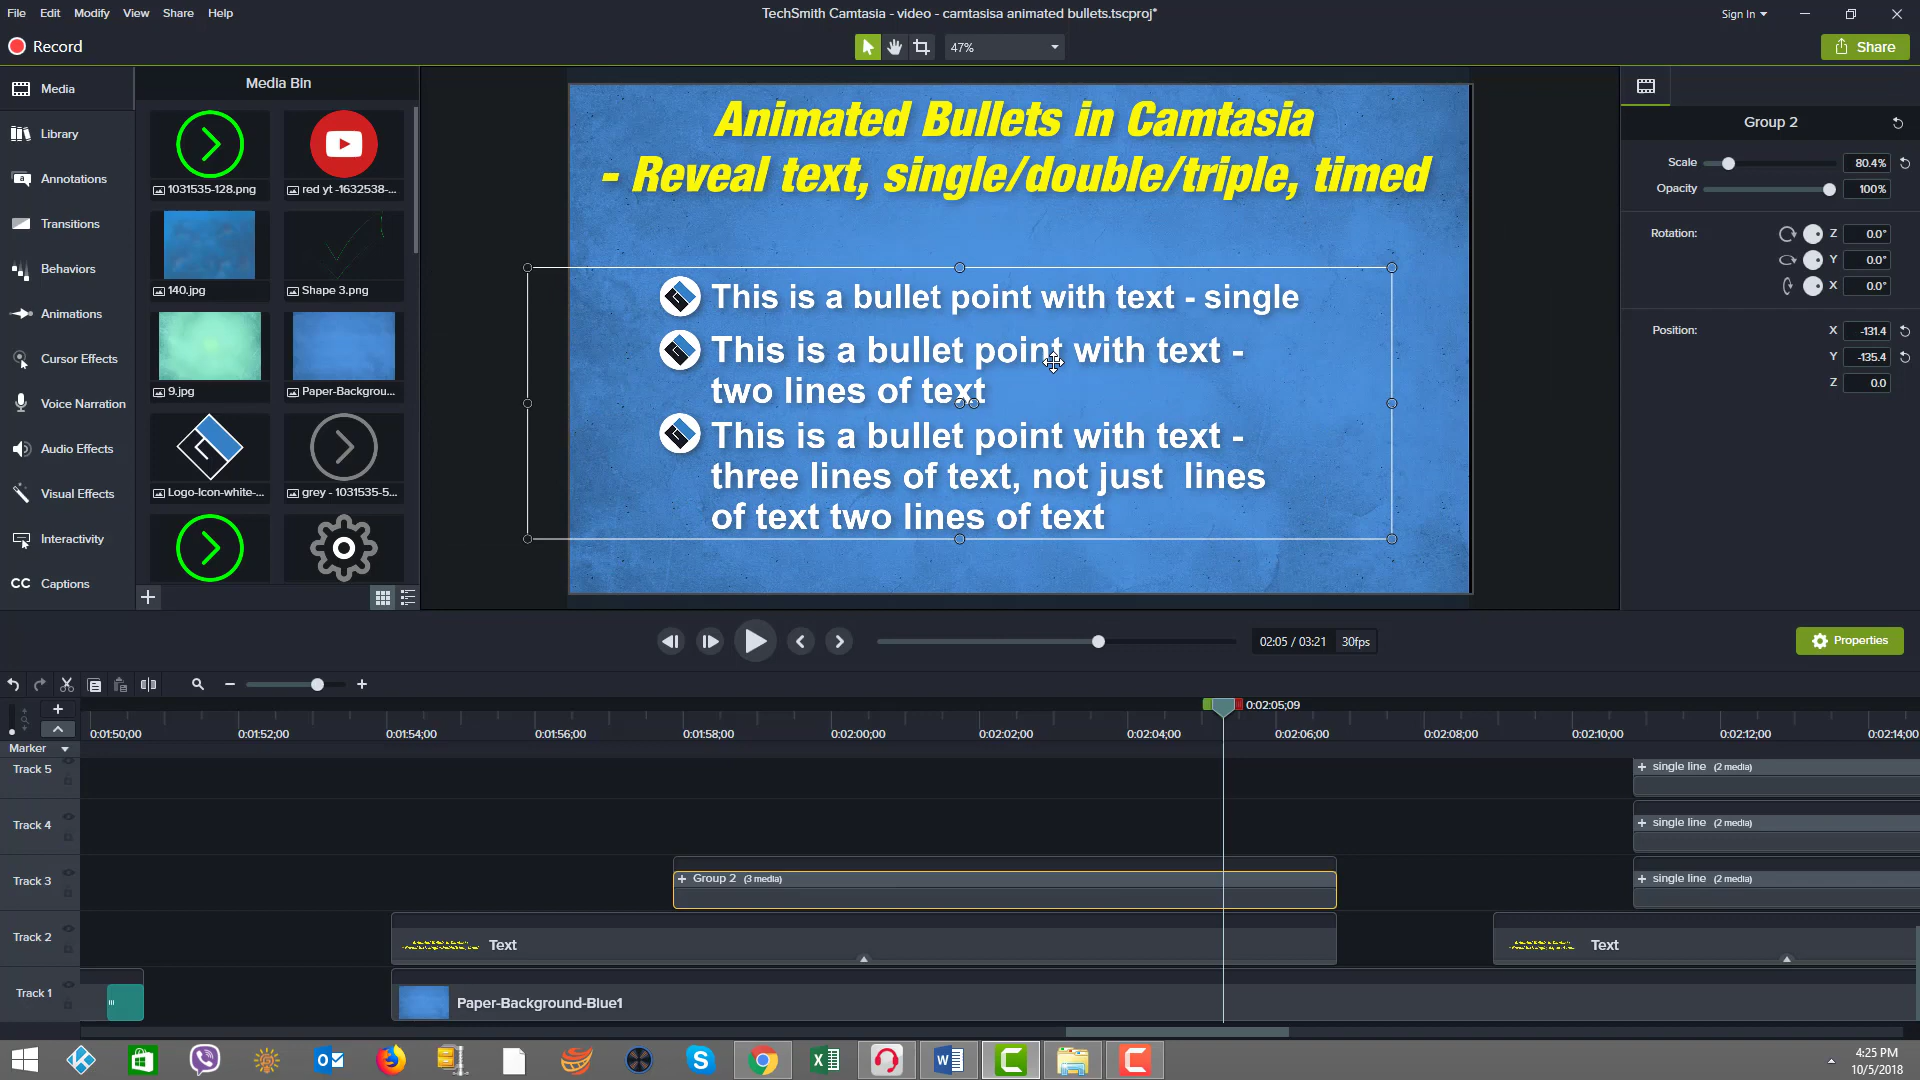 File Edit Modify View Share Help
TechSmith Camtasia - video - camtasisa animated bullets.tscproj*
Sign In
Record
47%
Share
Media
Library
Annotations
Transitions
Behaviors
Animations
Cursor Effects
Voice Narration
Audio Effects
Visual Effects
Interactivity
CC Captions
Media Bin
1031535-128.png
red yt -1632538-...
140.jpg
Shape 3.png
9.jpg
Paper-Backgrou...
Logo-Icon-white-...
grey - 1031535-5...
Animated Bullets in Camtasia
- Reveal text, single/double/triple, timed
This is a bullet point with text - single
This is a bullet point with text -
two lines of text
This is a bullet point with text -
three lines of text, not just  lines
of text two lines of text
Group 2
Scale 80.4%
Opacity 100%
Rotation: Z 0.0°
Y 0.0°
X 0.0°
Position: X -131.4
Y -135.4
Z 0.0
02:05 / 03:21 30fps
Properties
0:02:05;09
0:01:50;00 0:01:52;00 0:01:54;00 0:01:56;00 0:01:58;00 0:02:00;00 0:02:02;00 0:02:04;00 0:02:06;00 0:02:08;00 0:02:10;00 0:02:12;00 0:02:14;00
Marker
Track 5
+ single line (2 media)
Track 4
+ single line (2 media)
Track 3
+ Group 2 (3 media)
+ single line (2 media)
Track 2
Text
Text
Track 1
Paper-Background-Blue1
4:25 PM
10/5/2018